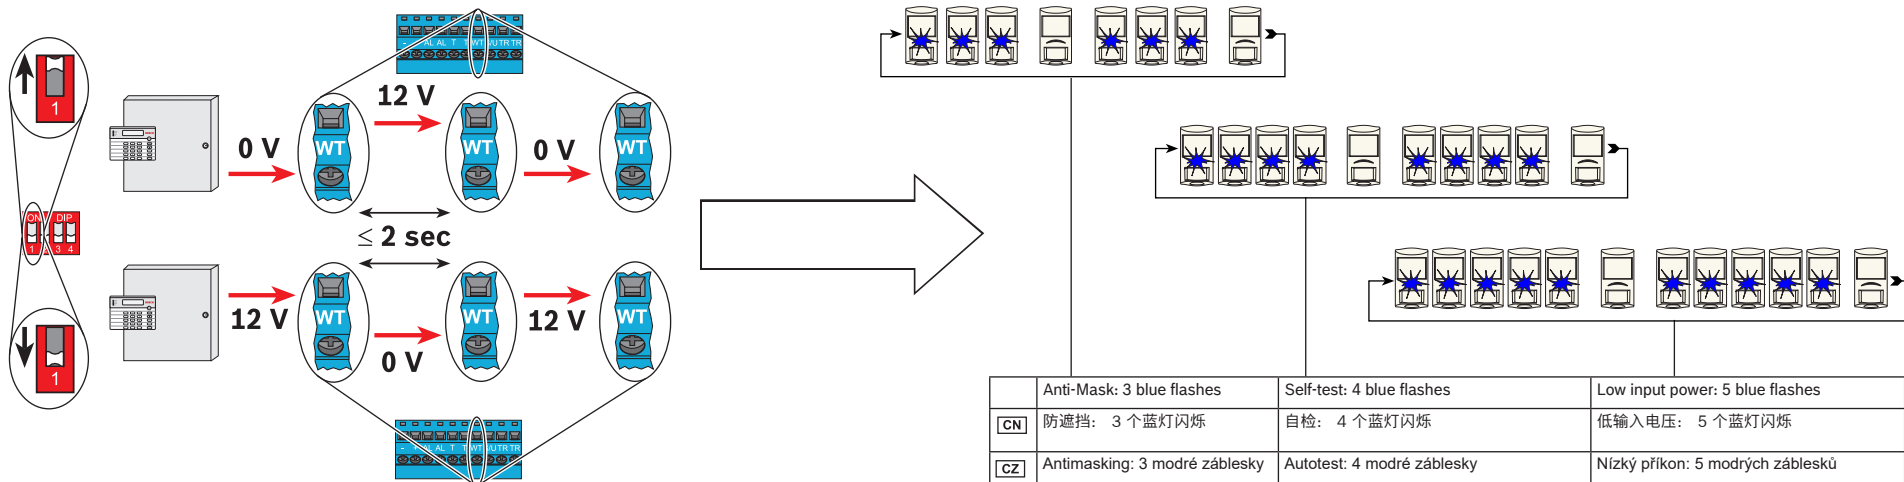 1
ON DIP
1 3 4
1
- + AL AL T T WT WU TR TR
0 V
WT
12 V
WT
0 V
WT
≤ 2 sec
12 V
WT
0 V
WT
12 V
WT
AL AL T T WT WU TR TR
Anti-Mask: 3 blue flashes
Self-test: 4 blue flashes
Low input power: 5 blue flashes
CN
防遮挡： 3 个蓝灯闪烁
自检： 4 个蓝灯闪烁
低输入电压： 5 个蓝灯闪烁
CZ
Antimasking: 3 modré záblesky
Autotest: 4 modré záblesky
Nízký příkon: 5 modrých záblesků